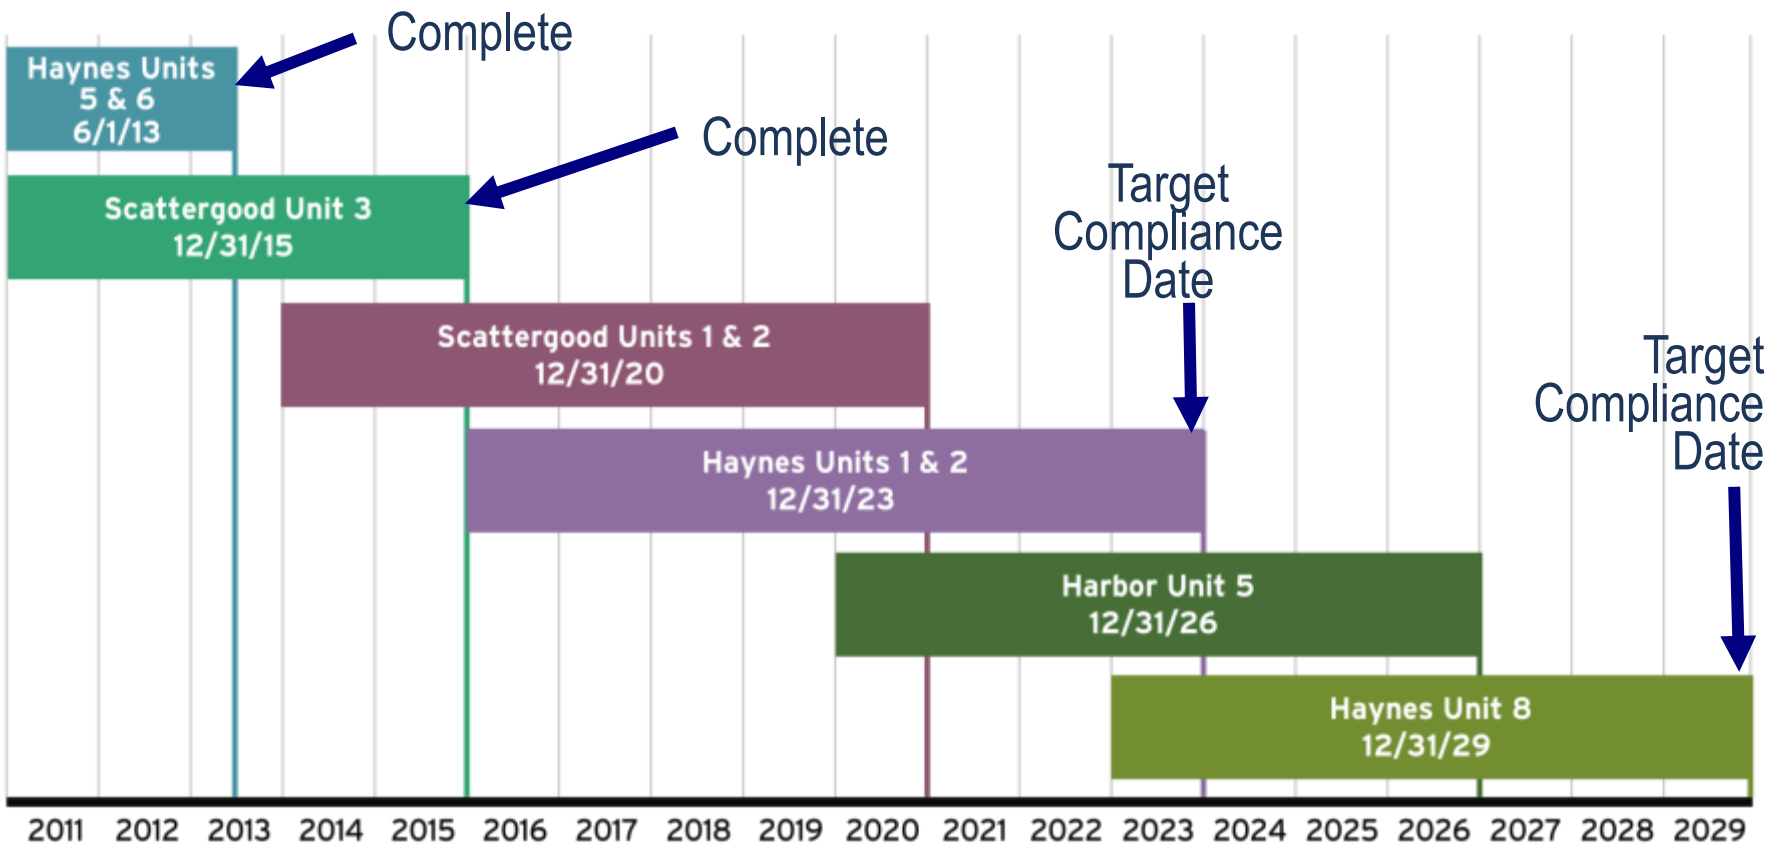 Complete
Haynes Units
5 & 6
6/1/13
Complete
Scattergood Unit 3
12/31/15
Target
Compliance
Date
Scattergood Units 1 & 2
12/31/20
Target
Compliance
Date
Haynes Units 1 & 2
12/31/23
Harbor Unit 5
12/31/26
Haynes Unit 8
12/31/29
2011 2012 2013 2014 2015 2016 2017 2018 2019 2020 2021 2022 2023 2024 2025 2026 2027 2028 2029